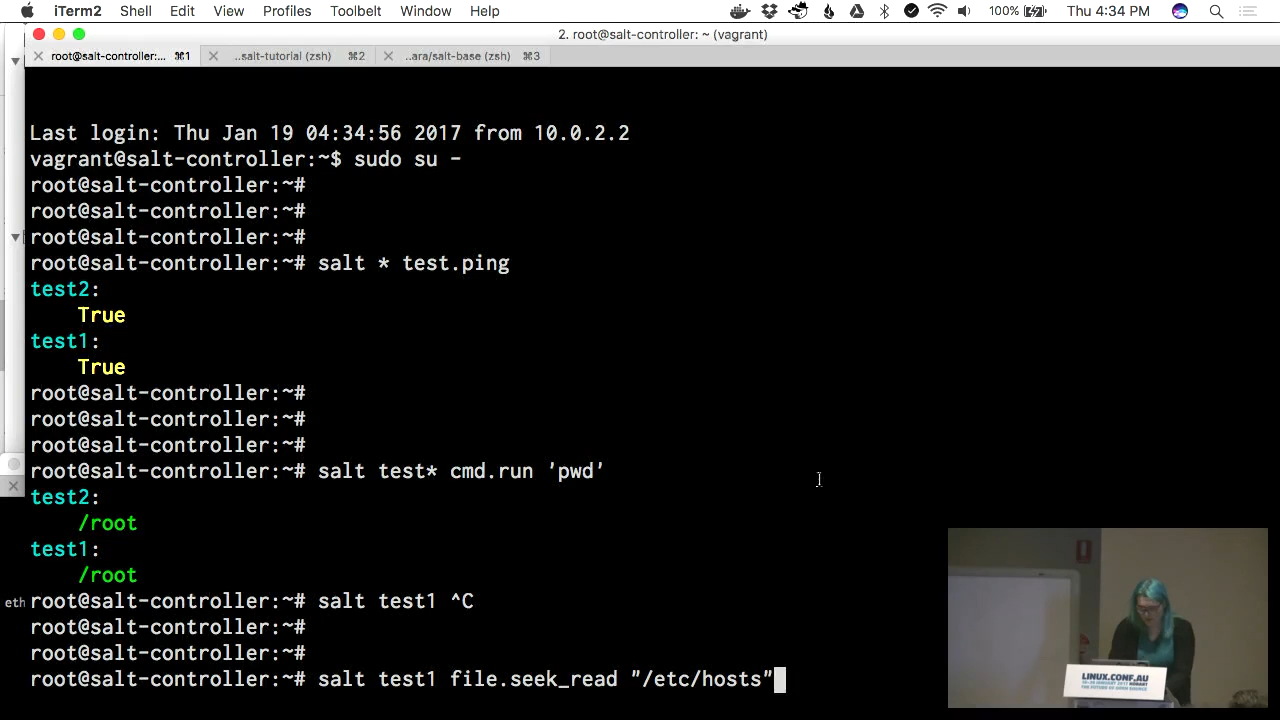 iTerm2 Shell Edit View Profiles Toolbelt Window Help 100% Thu 4:34 PM
2. root@salt-controller: ~ (vagrant)
root@salt-controller:... ⌘1 ..salt-tutorial (zsh) ⌘2 ..ara/salt-base (zsh) ⌘3
Last login: Thu Jan 19 04:34:56 2017 from 10.0.2.2
vagrant@salt-controller:~$ sudo su -
root@salt-controller:~#
root@salt-controller:~#
root@salt-controller:~#
root@salt-controller:~# salt * test.ping
test2:
    True
test1:
    True
root@salt-controller:~#
root@salt-controller:~#
root@salt-controller:~#
root@salt-controller:~# salt test* cmd.run 'pwd'
test2:
    /root
test1:
    /root
eth
root@salt-controller:~# salt test1 ^C
root@salt-controller:~#
root@salt-controller:~#
root@salt-controller:~# salt test1 file.seek_read "/etc/hosts"
LINUX.CONF.AU